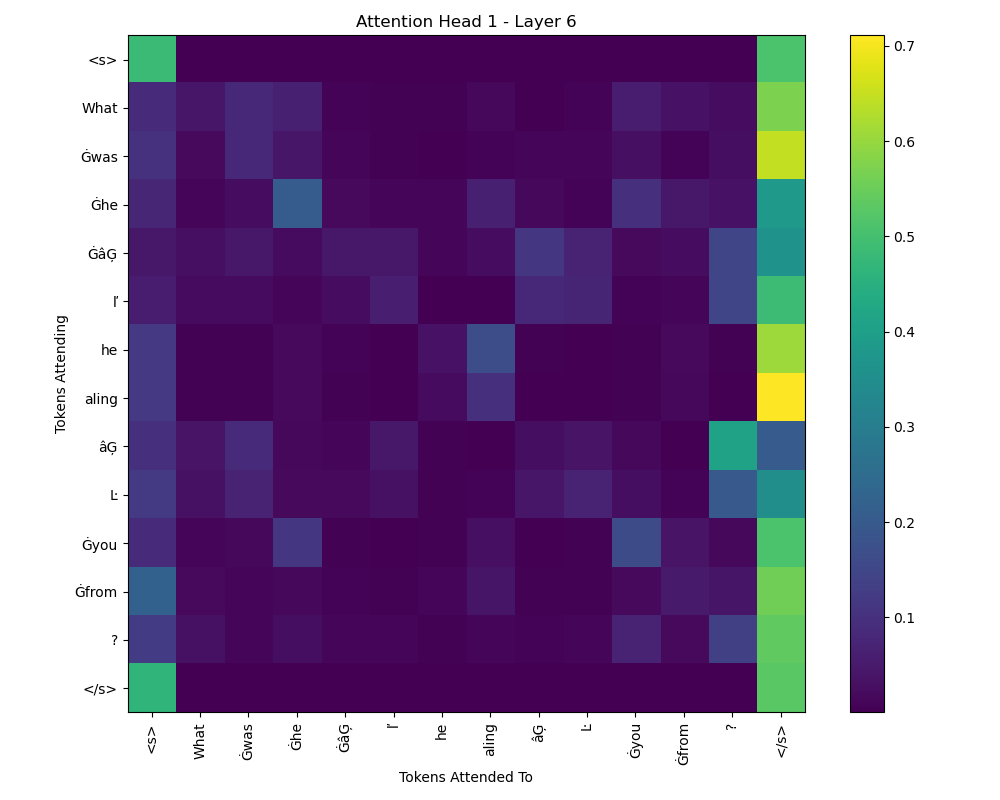 Attention Head 1 - Layer 6
<s>
What
Ġwas
Ġhe
ĠâĢ
ľ
he
aling
âĢ
Ŀ
Ġyou
Ġfrom
?
</s>
Tokens Attending
<s>
What
Ġwas
Ġhe
ĠâĢ
ľ
he
aling
âĢ
Ŀ
Ġyou
Ġfrom
?
</s>
Tokens Attended To
0.7
0.6
0.5
0.4
0.3
0.2
0.1